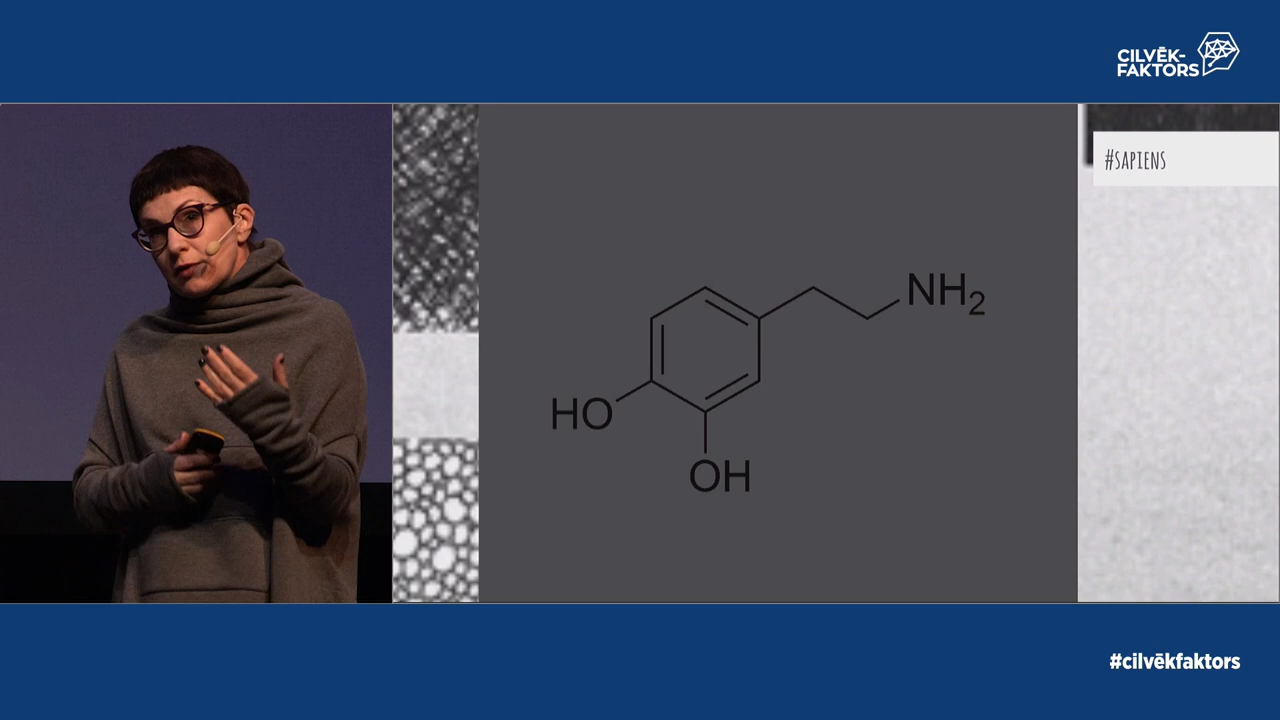 CILVĒK-
FAKTORS
#SAPIENS
NH2
HO
OH
#cilvēkfaktors